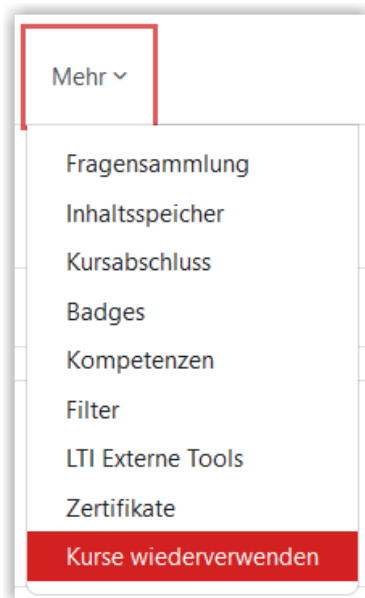 Mehr
Fragensammlung
Inhaltsspeicher
Kursabschluss
Badges
Kompetenzen
Filter
LTI Externe Tools
Zertifikate
Kurse wiederverwenden